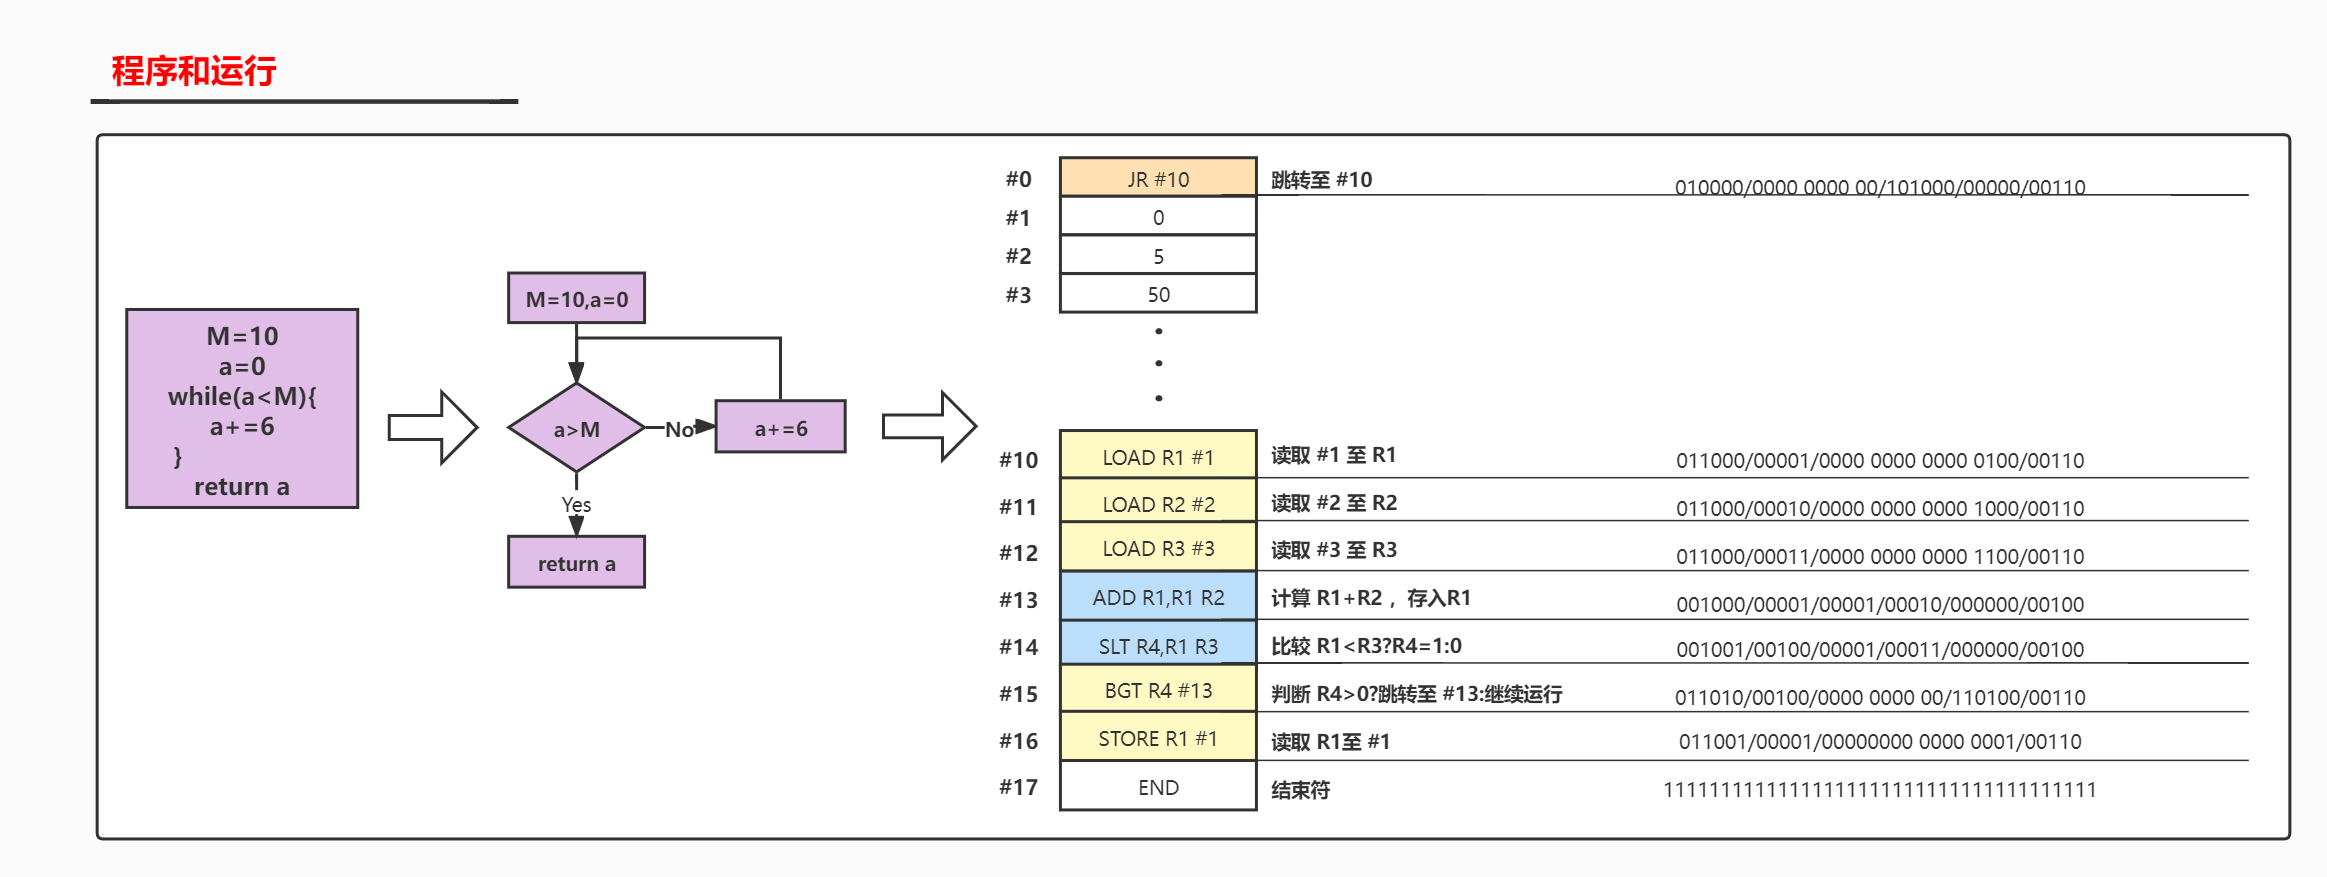 程序和运行
M=10
a=0
while(a<M){
a+=6
}
return a
M=10,a=0
a>M
No
a+=6
Yes
return a
#0 JR #10 跳转至 #10 010000/0000 0000 00/101000/00000/00110
#1 0
#2 5
#3 50
#10 LOAD R1 #1 读取 #1 至 R1 011000/00001/0000 0000 0000 0100/00110
#11 LOAD R2 #2 读取 #2 至 R2 011000/00010/0000 0000 0000 1000/00110
#12 LOAD R3 #3 读取 #3 至 R3 011000/00011/0000 0000 0000 1100/00110
#13 ADD R1,R1 R2 计算 R1+R2 ，存入R1 001000/00001/00001/00010/000000/00100
#14 SLT R4,R1 R3 比较 R1<R3?R4=1:0 001001/00100/00001/00011/000000/00100
#15 BGT R4 #13 判断 R4>0?跳转至 #13:继续运行 011010/00100/0000 0000 00/110100/00110
#16 STORE R1 #1 读取 R1至 #1 011001/00001/00000000 0000 0001/00110
#17 END 结束符 11111111111111111111111111111111111111